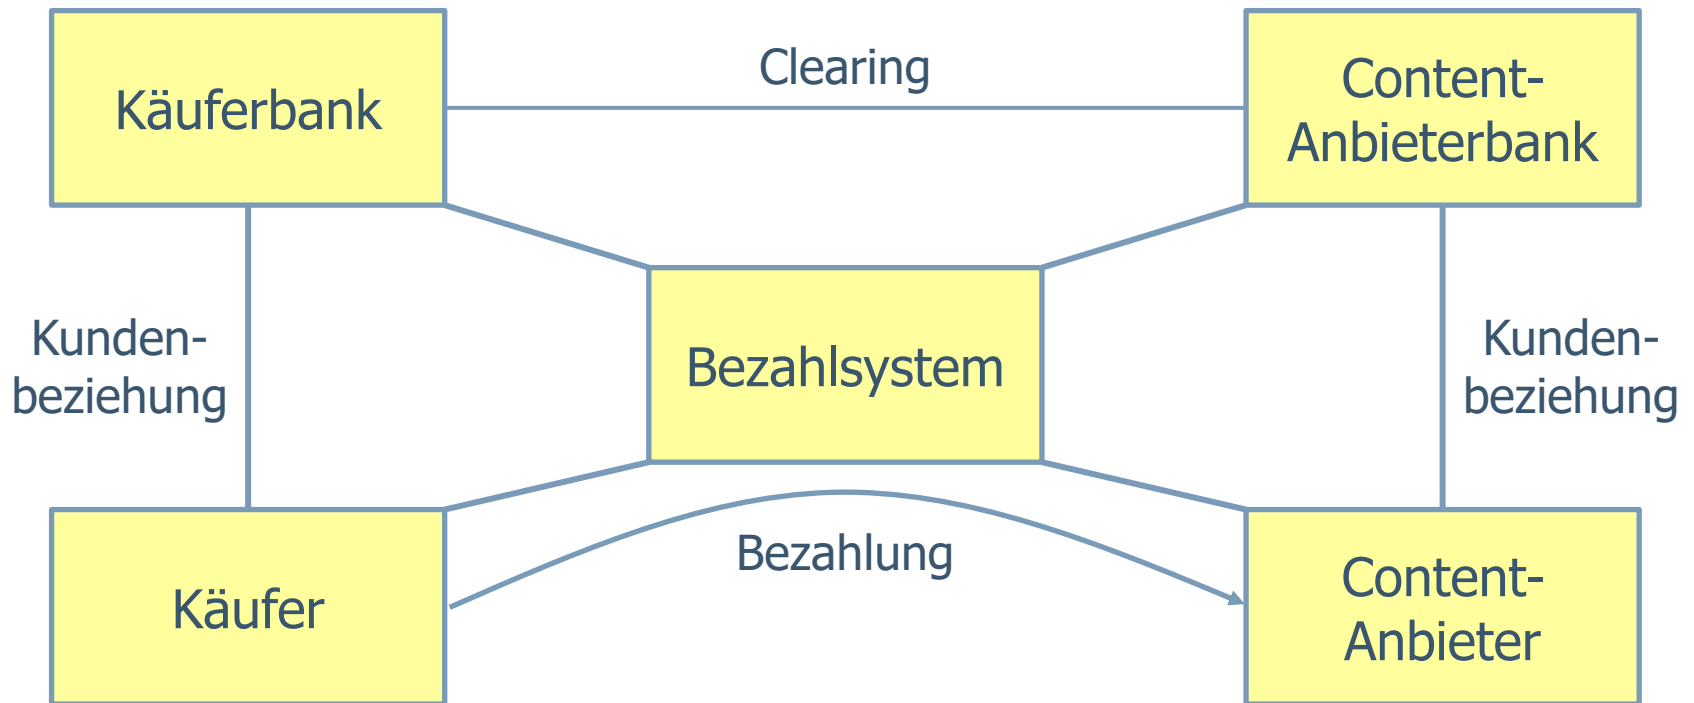 Käuferbank
Clearing
Content-
Anbieterbank
Kunden-
beziehung
Bezahlsystem
Kunden-
beziehung
Käufer
Bezahlung
Content-
Anbieter